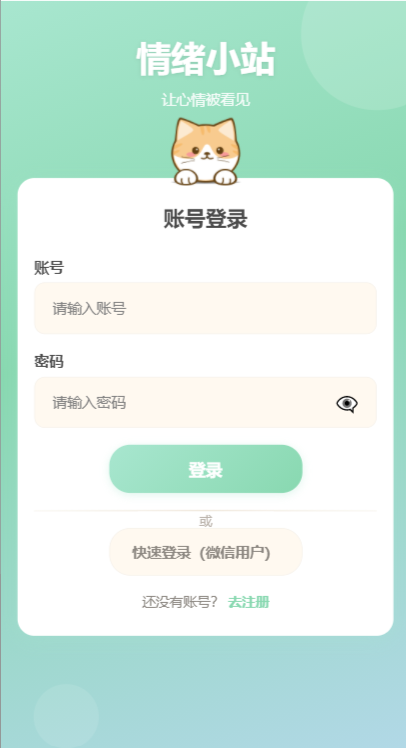 情绪小站
让心情被看见
账号登录
账号
请输入账号
密码
请输入密码
登录
或
快速登录（微信用户）
还没有账号？ 去注册